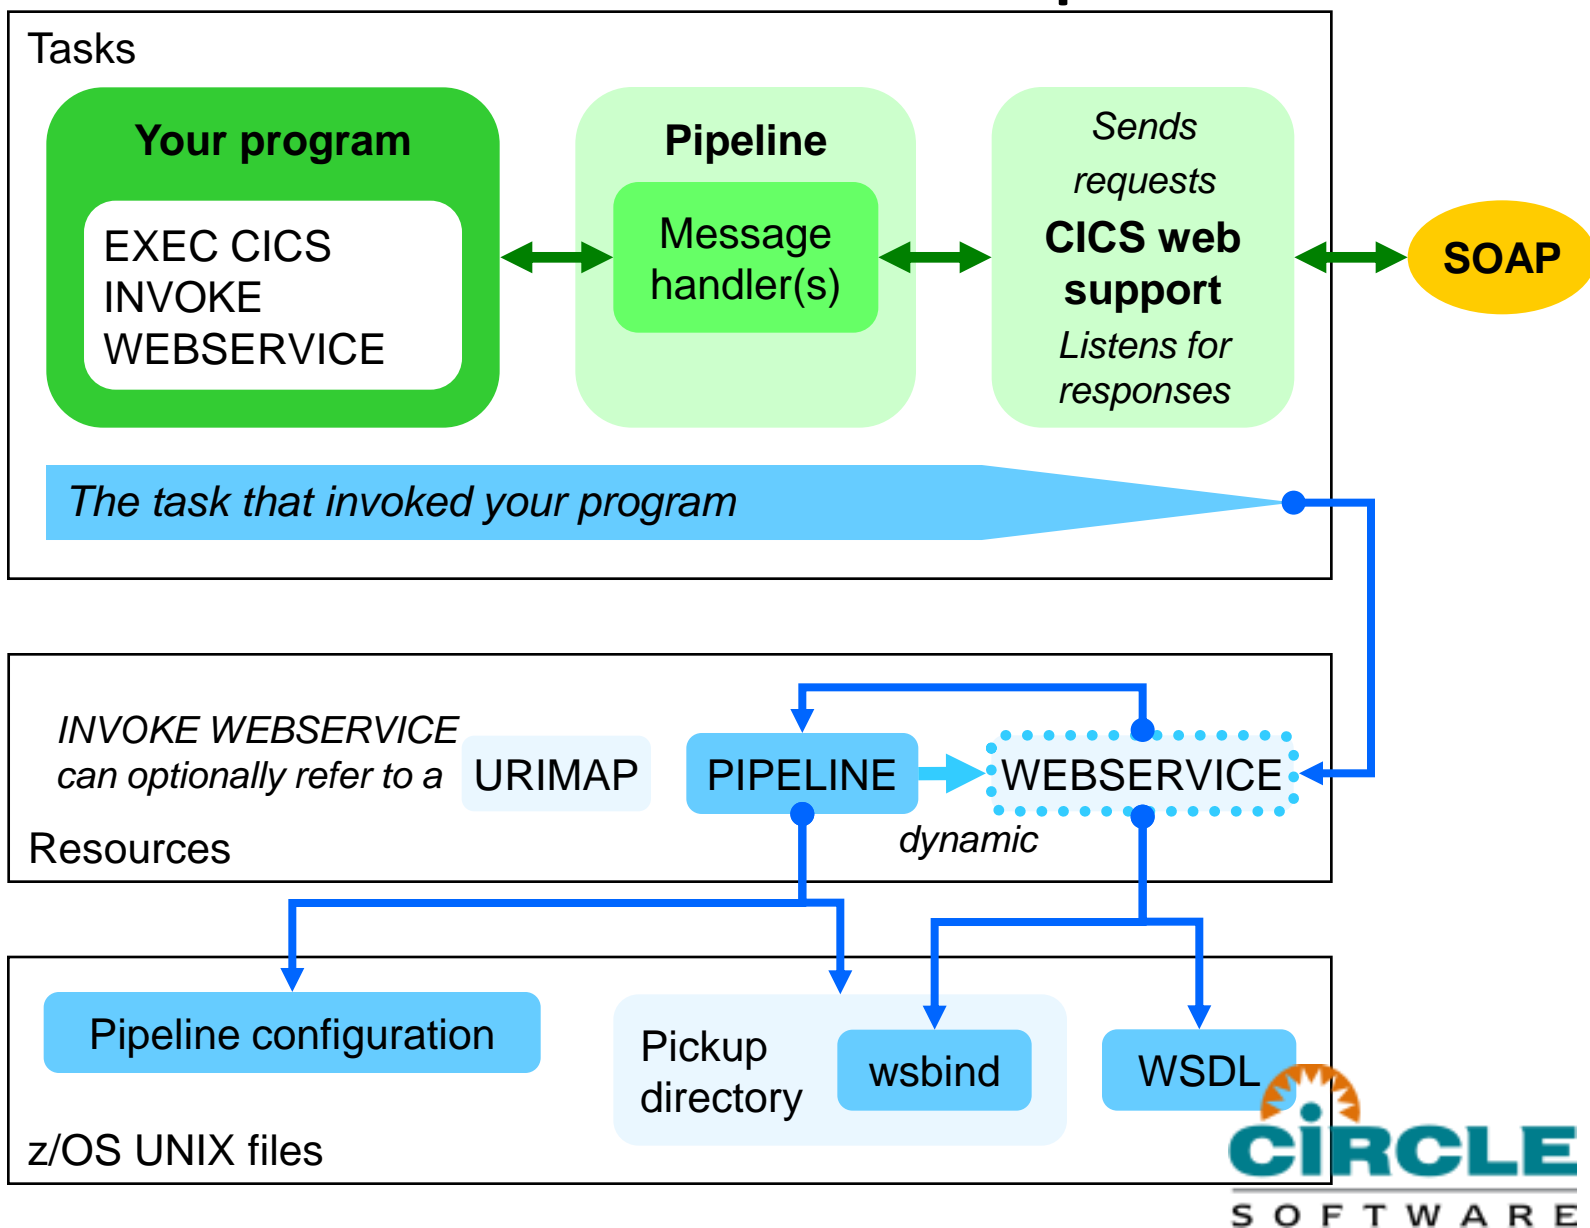 Tasks
Your program
EXEC CICS
INVOKE
WEBSERVICE
Pipeline
Message
handler(s)
Sends
requests
CICS web
support
Listens for
responses
SOAP
The task that invoked your program
INVOKE WEBSERVICE
can optionally refer to a
URIMAP
PIPELINE
WEBSERVICE
dynamic
Resources
Pipeline configuration
Pickup
directory
wsbind
WSDL
z/OS UNIX files
CiRCLE
SOFTWARE